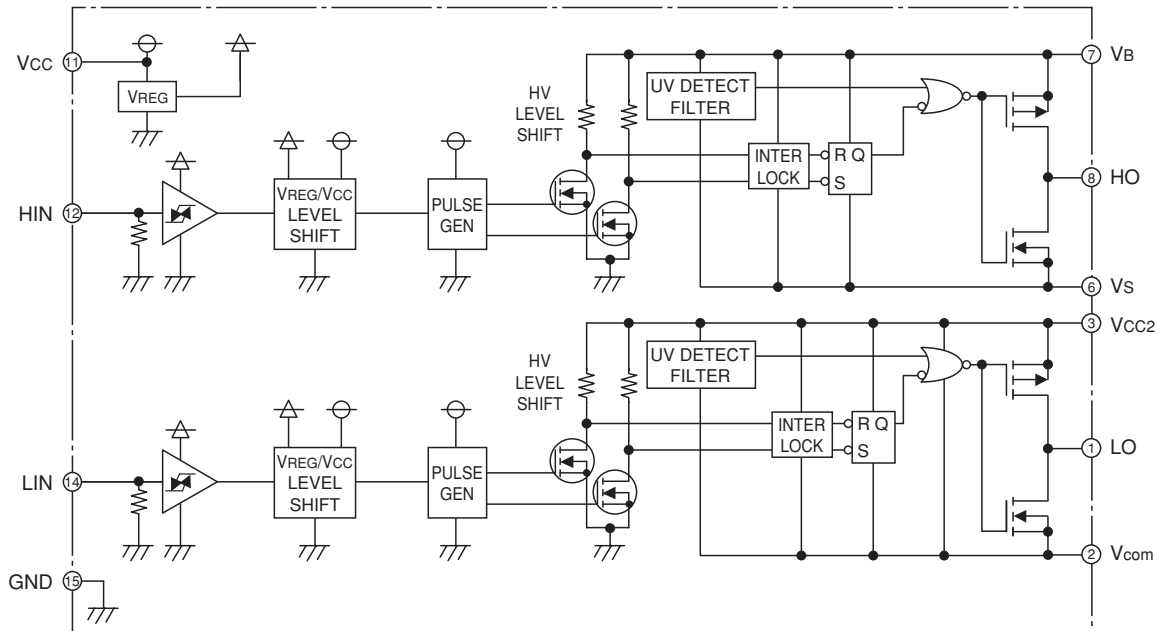 VCC 11
VREG
HIN 12
VREG/VCC
LEVEL
SHIFT
PULSE
GEN
HV
LEVEL
SHIFT
UV DETECT
FILTER
INTER
LOCK
R Q
S
7 VB
8 HO
6 VS
LIN 14
VREG/VCC
LEVEL
SHIFT
PULSE
GEN
HV
LEVEL
SHIFT
UV DETECT
FILTER
INTER
LOCK
R Q
S
3 VCC2
1 LO
2 Vcom
GND 15